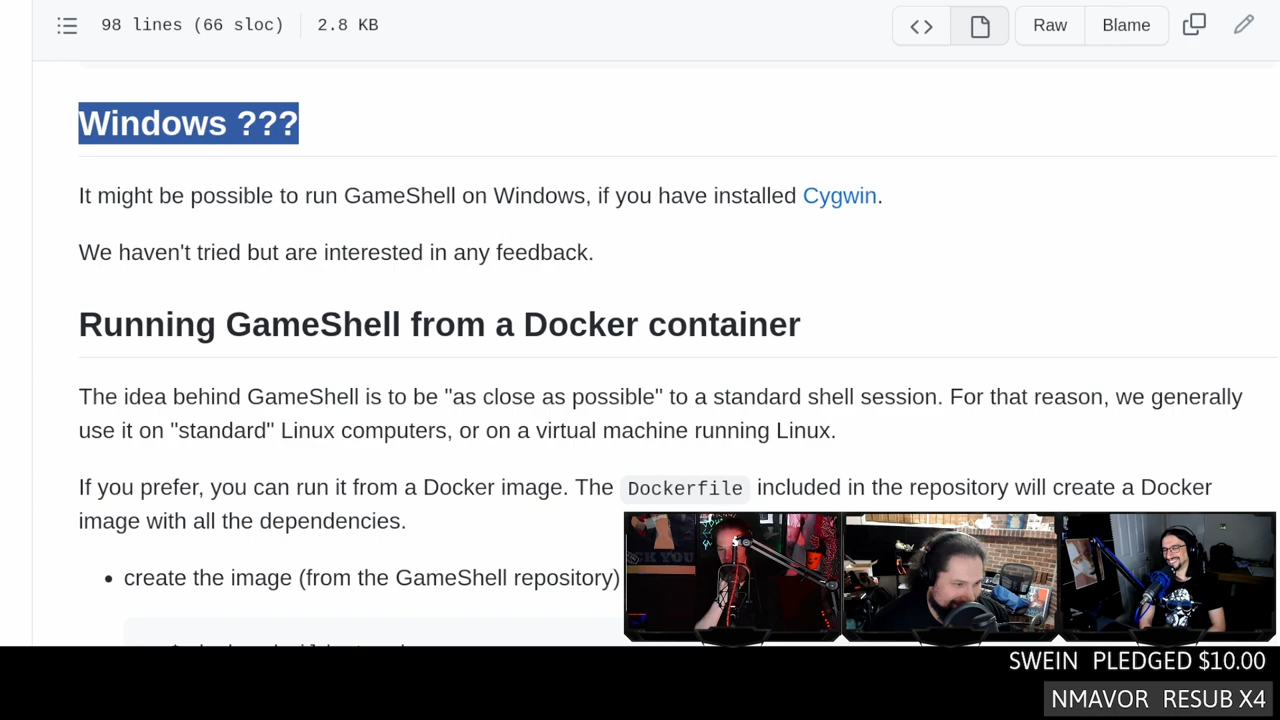 98 lines (66 sloc) 2.8 KB Raw Blame
Windows ???
It might be possible to run GameShell on Windows, if you have installed Cygwin.
We haven't tried but are interested in any feedback.
Running GameShell from a Docker container
The idea behind GameShell is to be "as close as possible" to a standard shell session. For that reason, we generally
use it on "standard" Linux computers, or on a virtual machine running Linux.
If you prefer, you can run it from a Docker image. The Dockerfile included in the repository will create a Docker
image with all the dependencies.
• create the image (from the GameShell repository)
SWEIN PLEDGED $10.00
NMAVOR RESUB X4